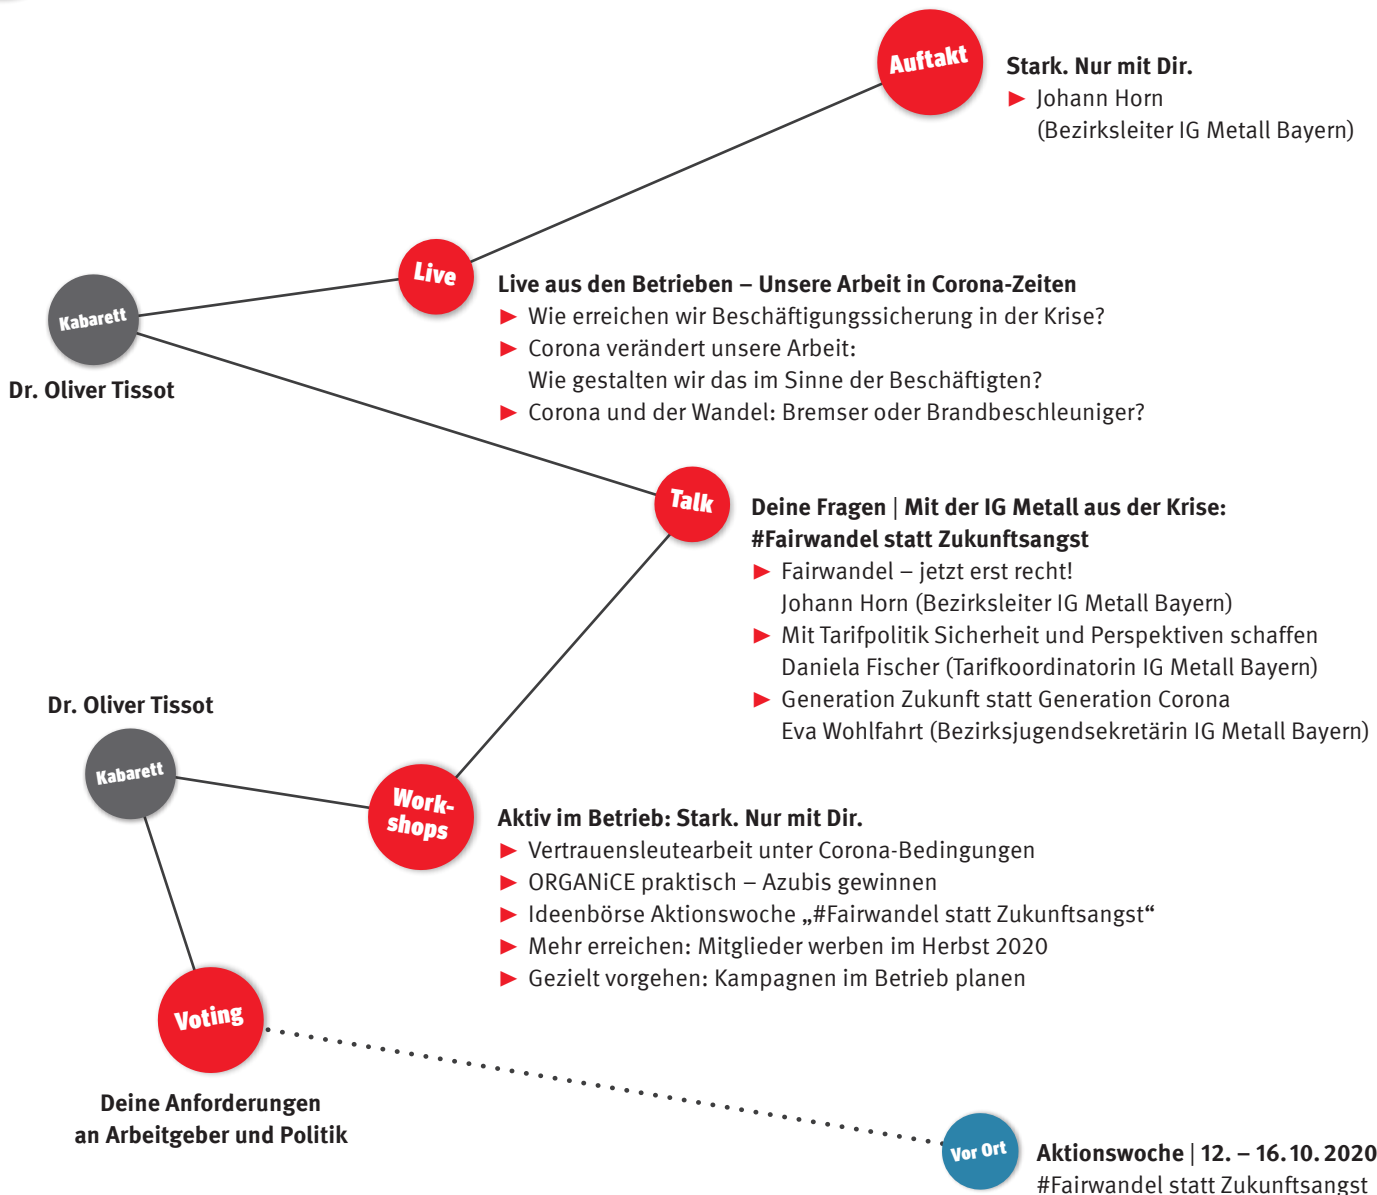 Auftakt
Stark. Nur mit Dir.
► Johann Horn
(Bezirksleiter IG Metall Bayern)
Live
Live aus den Betrieben – Unsere Arbeit in Corona-Zeiten
► Wie erreichen wir Beschäftigungssicherung in der Krise?
► Corona verändert unsere Arbeit:
Wie gestalten wir das im Sinne der Beschäftigten?
► Corona und der Wandel: Bremser oder Brandbeschleuniger?
Kabarett
Dr. Oliver Tissot
Talk
Deine Fragen | Mit der IG Metall aus der Krise:
#Fairwandel statt Zukunftsangst
► Fairwandel – jetzt erst recht!
Johann Horn (Bezirksleiter IG Metall Bayern)
► Mit Tarifpolitik Sicherheit und Perspektiven schaffen
Daniela Fischer (Tarifkoordinatorin IG Metall Bayern)
► Generation Zukunft statt Generation Corona
Eva Wohlfahrt (Bezirksjugendsekretärin IG Metall Bayern)
Work-
shops
Aktiv im Betrieb: Stark. Nur mit Dir.
► Vertrauensleutearbeit unter Corona-Bedingungen
► ORGANiCE praktisch – Azubis gewinnen
► Ideenbörse Aktionswoche „#Fairwandel statt Zukunftsangst“
► Mehr erreichen: Mitglieder werben im Herbst 2020
► Gezielt vorgehen: Kampagnen im Betrieb planen
Dr. Oliver Tissot
Kabarett
Voting
Deine Anforderungen
an Arbeitgeber und Politik
Vor Ort
Aktionswoche | 12. – 16. 10. 2020
#Fairwandel statt Zukunftsangst